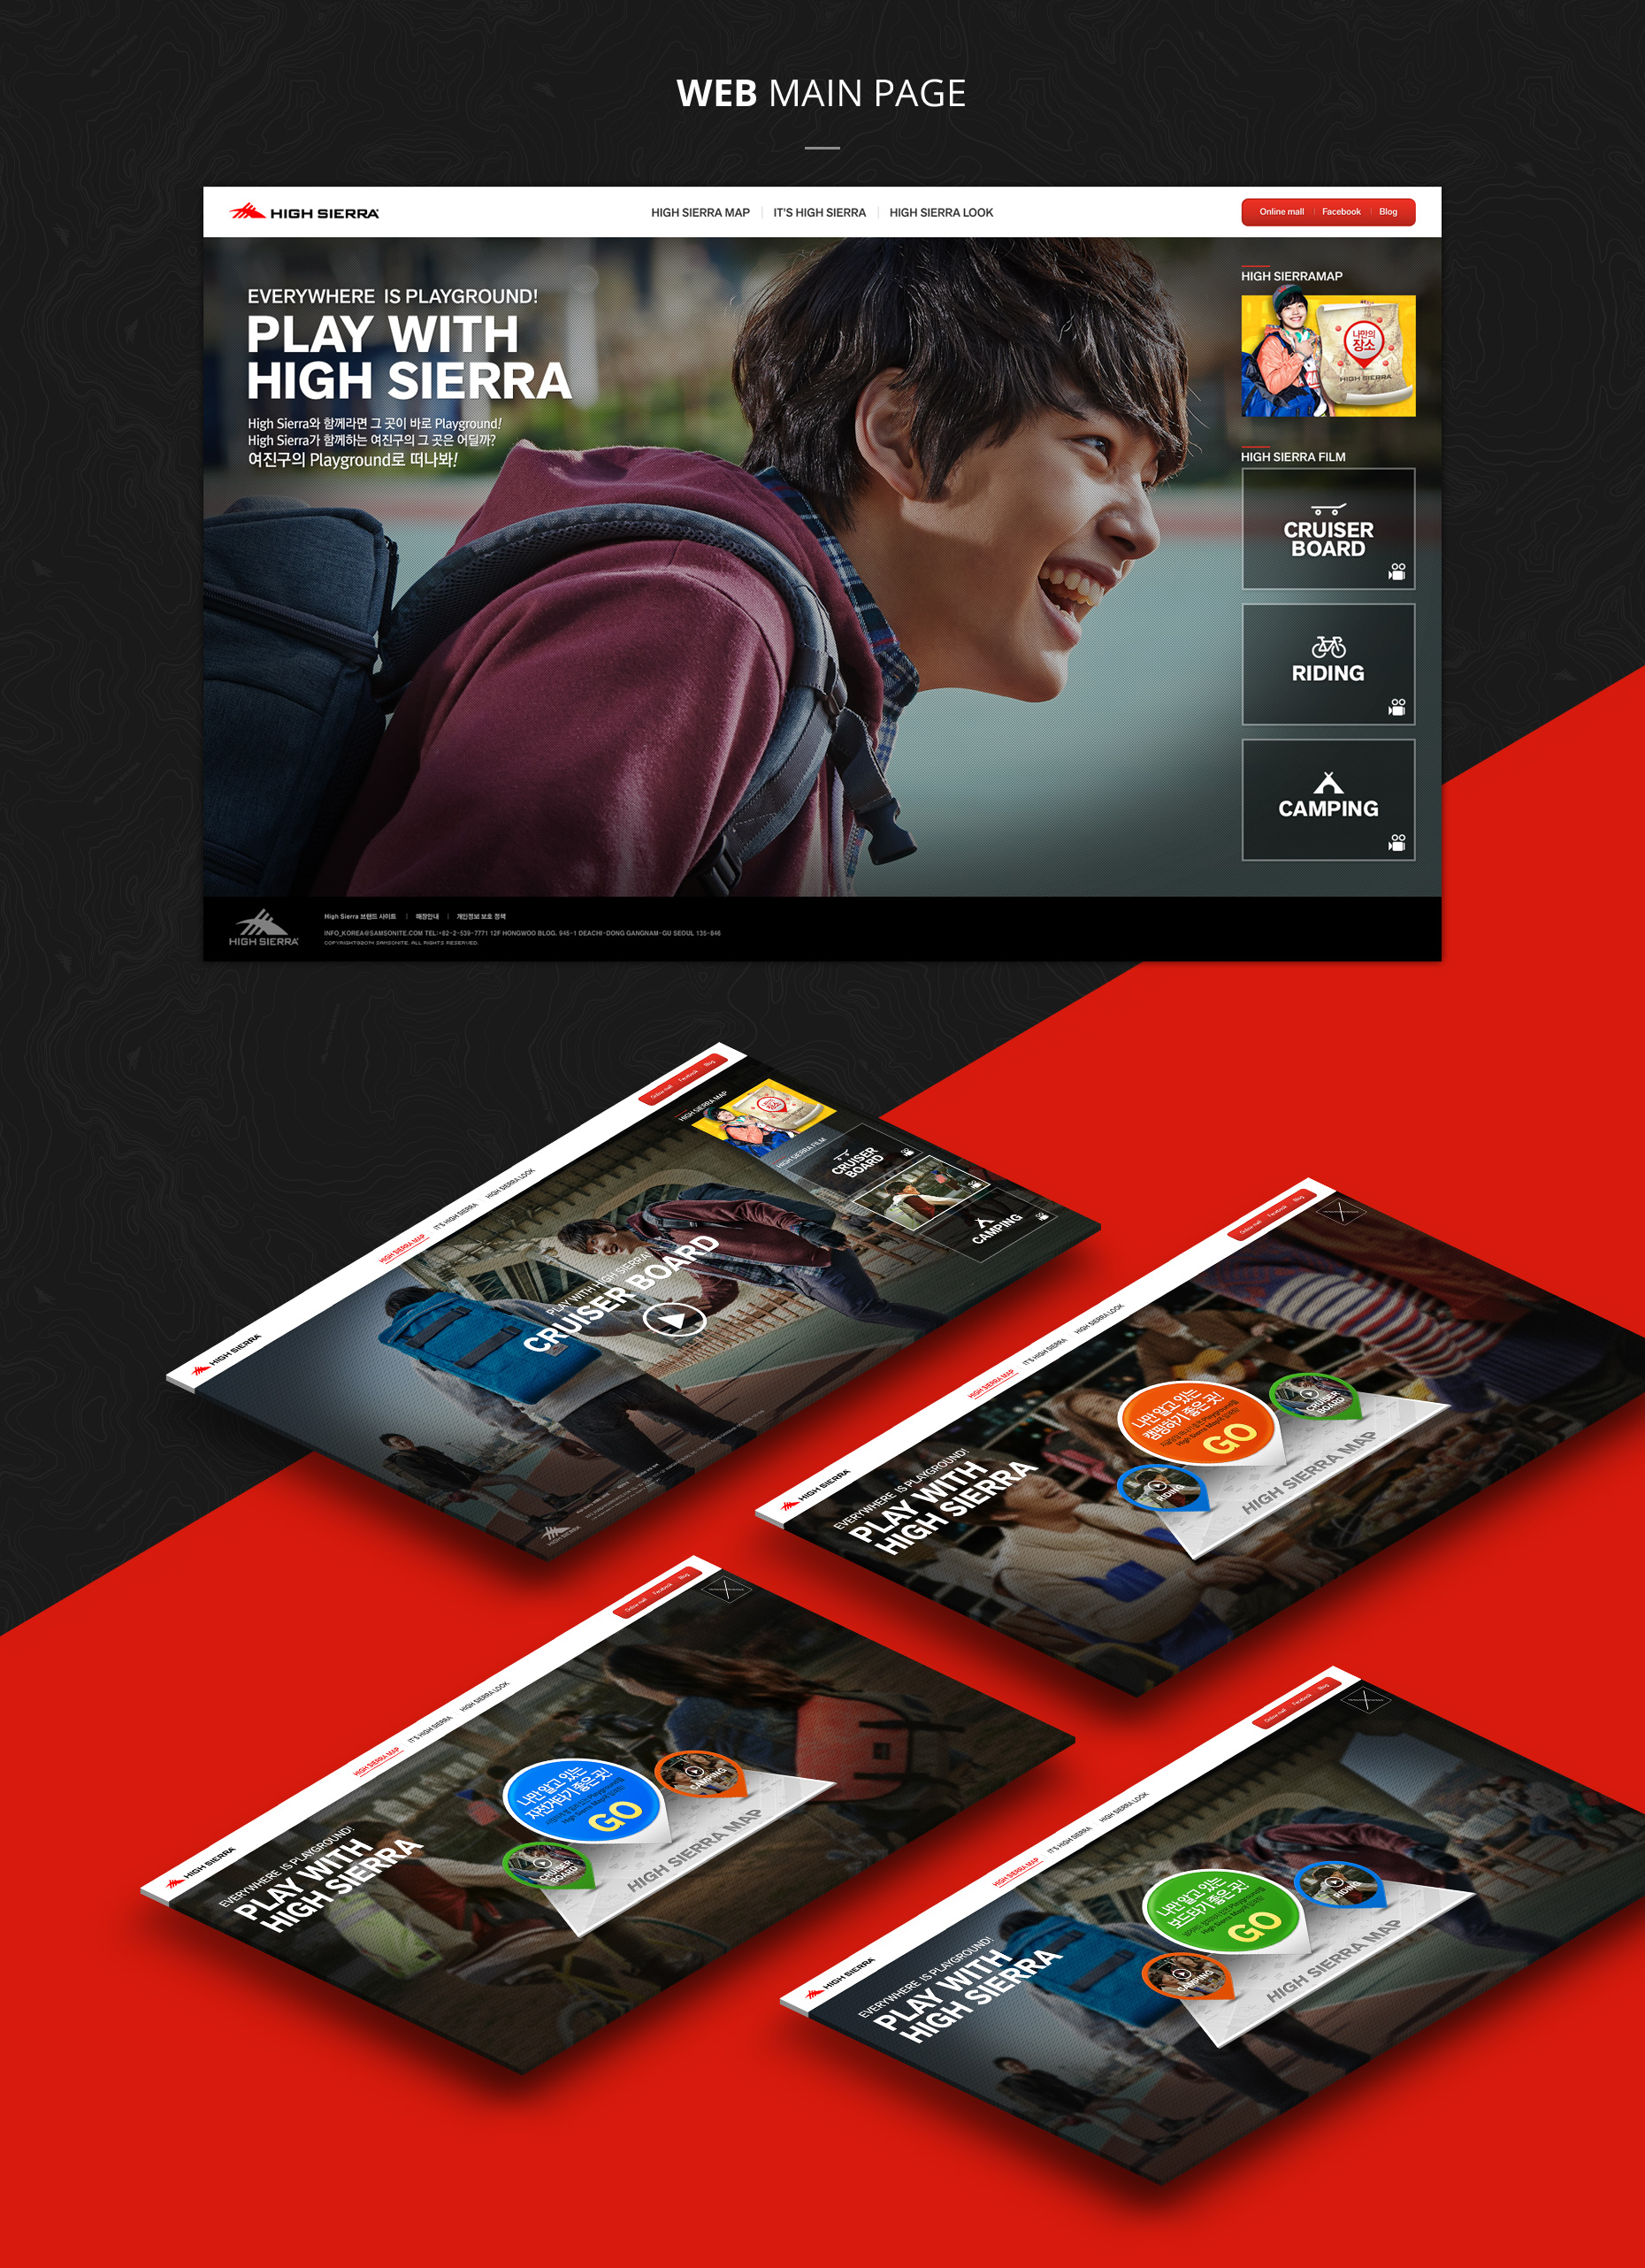 WEB MAIN PAGE
HIGH SIERRA
HIGH SIERRA MAP
IT'S HIGH SIERRA
HIGH SIERRA LOOK
Online mall
Facebook
Blog
EVERYWHERE IS PLAYGROUND!
PLAY WITH
HIGH SIERRA
High Sierra와 함께라면 그 곳이 바로 Playground!
High Sierra가 함께하는 여진구의 그 곳은 어딜까?
여진구의 Playground로 떠나봐!
HIGH SIERRAMAP
나만의
장소
HIGH SIERRA
HIGH SIERRA FILM
CRUISER
BOARD
RIDING
CAMPING
HIGH SIERRA
High Sierra 브랜드 사이트
매장안내
개인정보 보호 정책
INFO_KOREA@SAMSONITE.COM TEL:+82-2-539-7771 12F HONGWOO BLOG. 945-1 DEACHI-DONG GANGNAM-GU SEOUL 135-846
COPYRIGHT©2014 SAMSONITE. ALL RIGHTS RESERVED.
HIGH SIERRA
HIGH SIERRA MAP
IT'S HIGH SIERRA
HIGH SIERRA LOOK
Online mall
Facebook
Blog
HIGH SIERRA MAP
HIGH SIERRA FILM
CRUISER
BOARD
CAMPING
PLAY WITH HIGH SIERRA
CRUISER BOARD
HIGH SIERRA
HIGH SIERRA
HIGH SIERRA MAP
IT'S HIGH SIERRA
HIGH SIERRA LOOK
Online mall
Facebook
Blog
EVERYWHERE IS PLAYGROUND!
PLAY WITH
HIGH SIERRA
나만 알고 있는
캠핑하기 좋은 곳!
GO
CRUISER
BOARD
RIDING
HIGH SIERRA MAP
HIGH SIERRA
HIGH SIERRA MAP
IT'S HIGH SIERRA
HIGH SIERRA LOOK
Online mall
Facebook
Blog
EVERYWHERE IS PLAYGROUND!
PLAY WITH
HIGH SIERRA
나만 알고 있는
자전거타기 좋은 곳!
GO
CAMPING
CRUISER
BOARD
HIGH SIERRA MAP
HIGH SIERRA
HIGH SIERRA MAP
IT'S HIGH SIERRA
HIGH SIERRA LOOK
Online mall
Facebook
Blog
EVERYWHERE IS PLAYGROUND!
PLAY WITH
HIGH SIERRA
나만 알고 있는
보드타기 좋은 곳!
GO
RIDING
CAMPING
HIGH SIERRA MAP